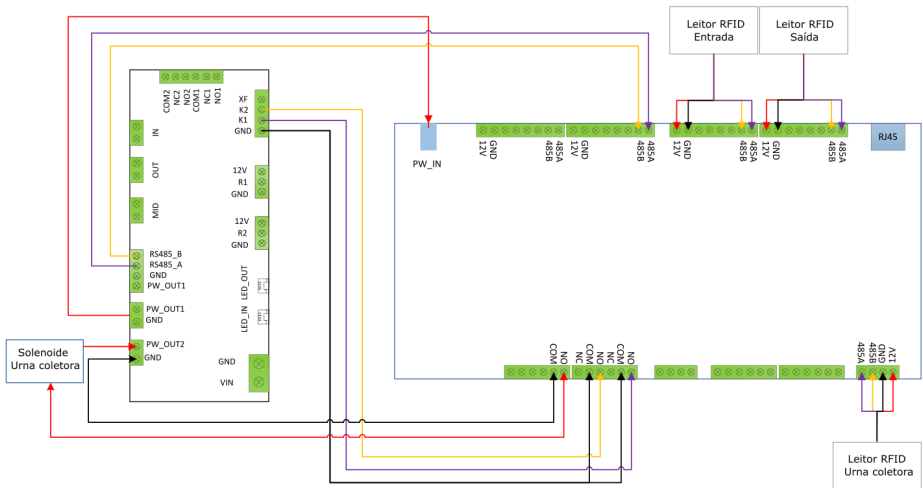 Leitor RFID
Entrada
Leitor RFID
Saída
COM2
NC2
NO2
COM1
NC1
NO1
XF
K2
K1
GND
IN
OUT
MID
12V
R1
GND
12V
R2
GND
RS485_B
RS485_A
GND
PW_OUT1
LED_OUT
LED_IN
PW_OUT1
GND
PW_OUT2
GND
GND
VIN
Solenoide
Urna coletora
PW_IN
12V
GND
485B
485A
12V
GND
485B
485A
12V
GND
485B
485A
12V
GND
485B
485A
RJ45
COM
NO
NC
COM
NO
NC
COM
NO
485A
485B
GND
12V
Leitor RFID
Urna coletora